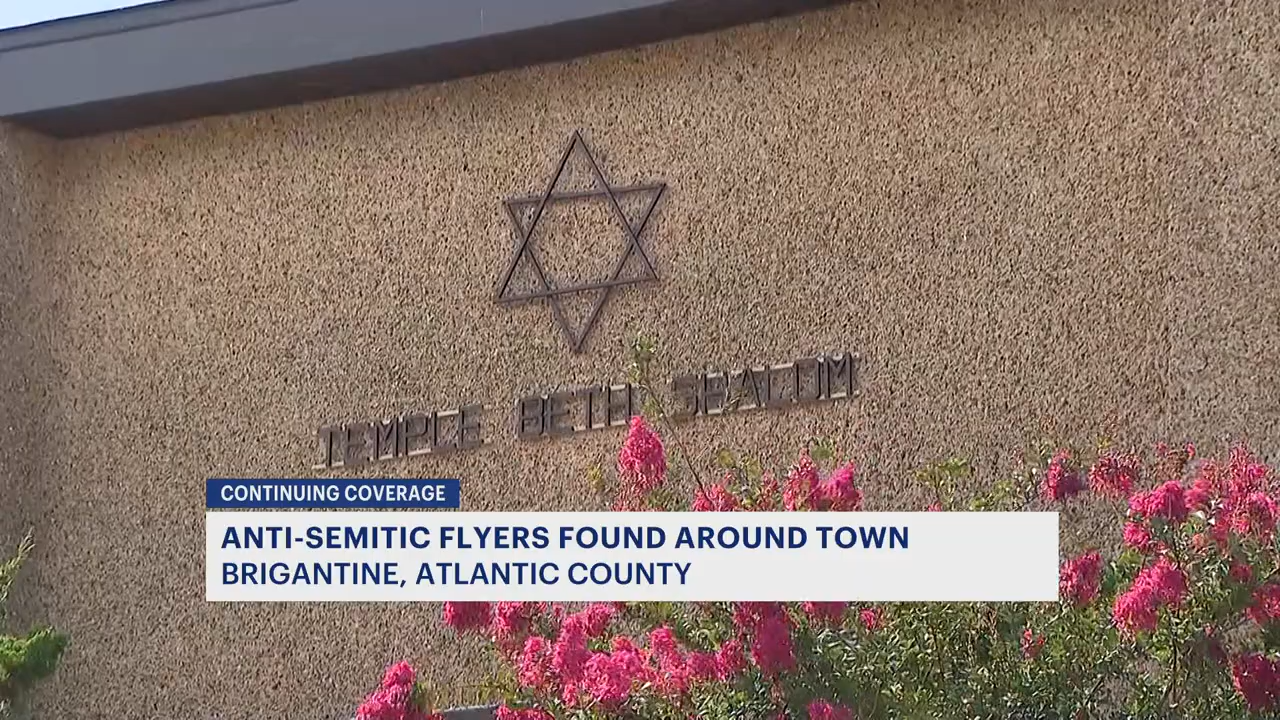 TEMPLE BETH SHALOM
CONTINUING COVERAGE
ANTI-SEMITIC FLYERS FOUND AROUND TOWN
BRIGANTINE, ATLANTIC COUNTY